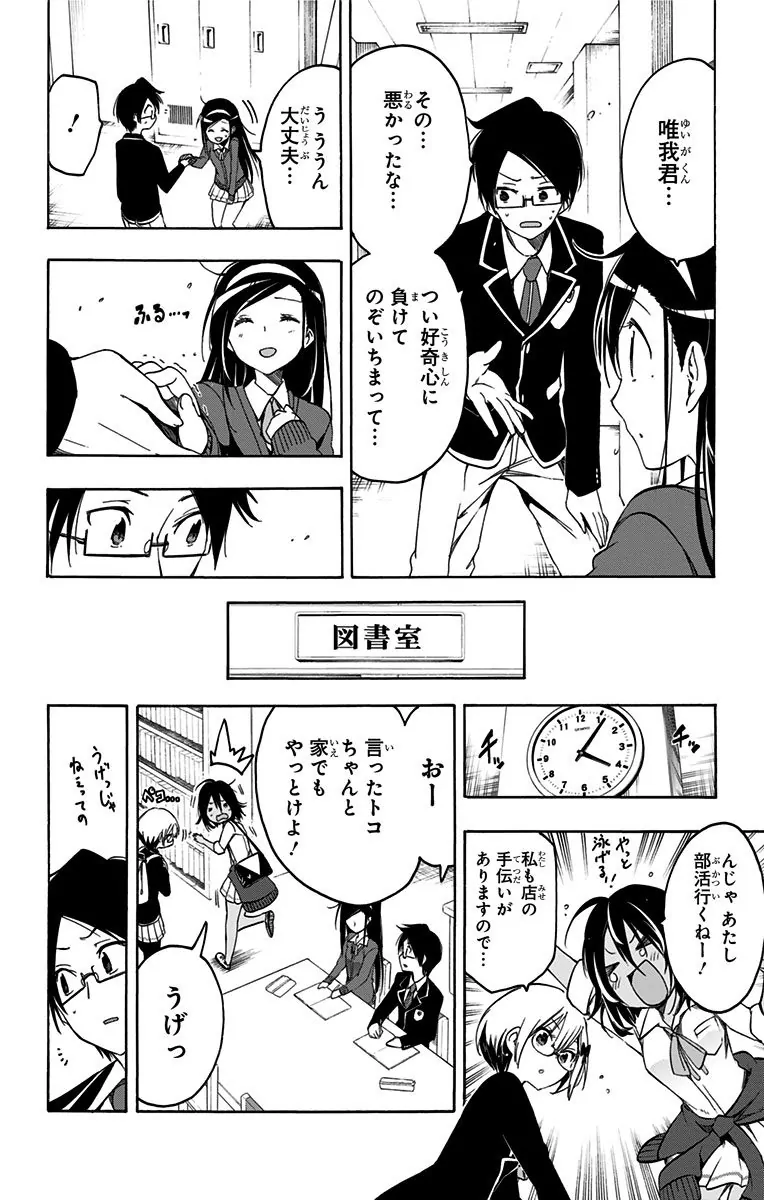 唯我君…
その…
悪かったな…
つい好奇心に
負けて
のぞいちまって…
う ううん
大丈夫…
！
ふる…っ
図書室
チッ
チッ
んじゃ あたし
部活行くねー！
やっと
泳げる！
私も店の
手伝いが
ありますので…
おー
言ったトコ
ちゃんと
家でも
やっとけよ！
ペコ…
うげっ
うげっじゃ
ねえっての